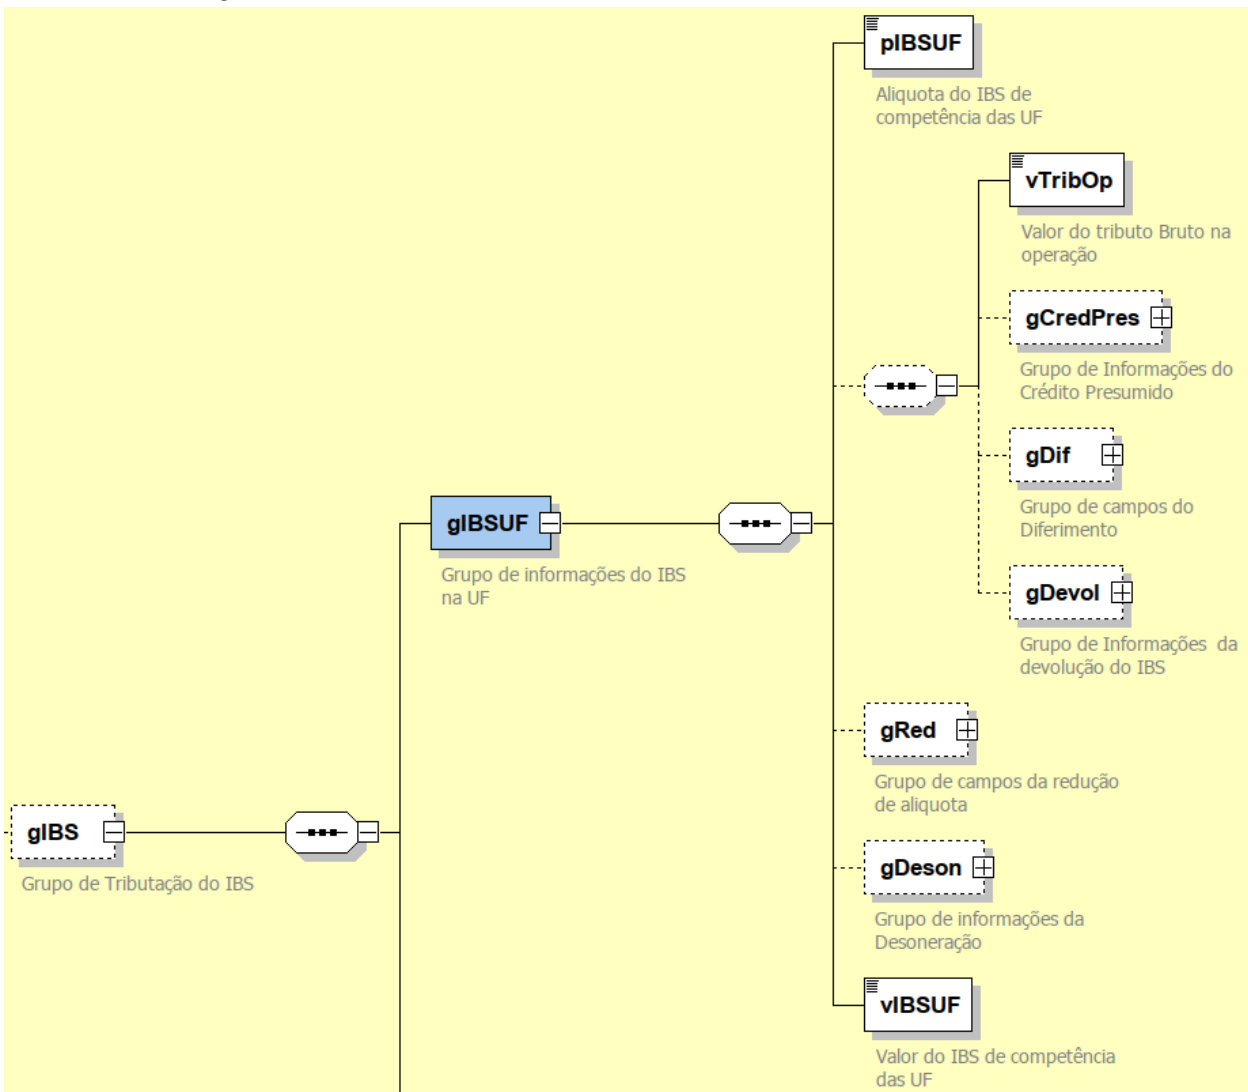 pIBSUF
Aliquota do IBS de
competência das UF
vTribOp
Valor do tributo Bruto na
operação
gCredPres
Grupo de Informações do
Crédito Presumido
gDif
Grupo de campos do
Diferimento
gIBSUF
Grupo de informações do IBS
na UF
gDevol
Grupo de Informações  da
devolução do IBS
gRed
Grupo de campos da redução
de aliquota
gIBS
Grupo de Tributação do IBS
gDeson
Grupo de informações da
Desoneração
vIBSUF
Valor do IBS de competência
das UF